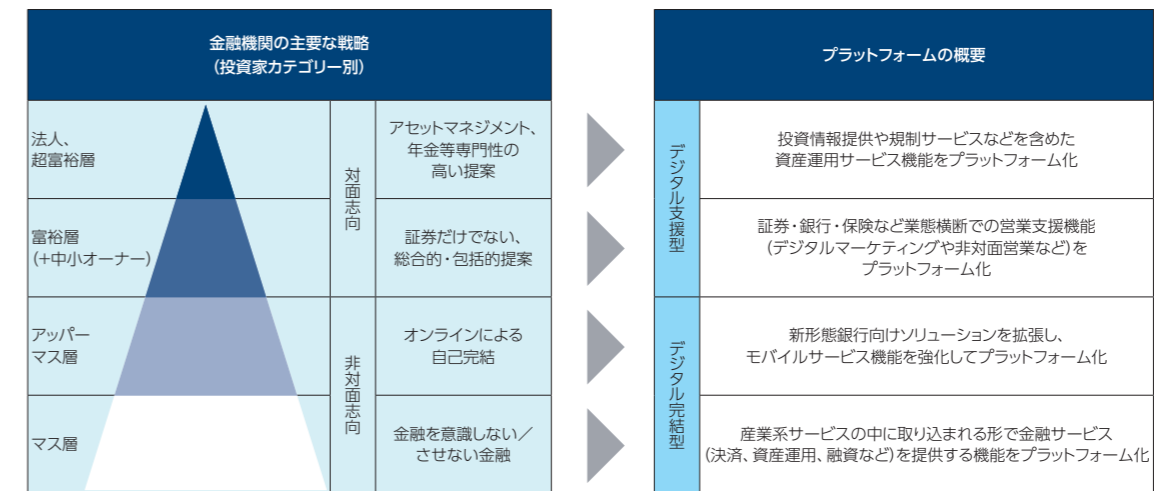 金融機関の主要な戦略
(投資家カテゴリー別)
プラットフォームの概要
法人、
超富裕層
対面志向
アセットマネジメント、
年金等専門性の
高い提案
デジタル支援型
投資情報提供や規制サービスなどを含めた
資産運用サービス機能をプラットフォーム化
富裕層
(+中小オーナー)
証券だけでない、
総合的・包括的提案
証券・銀行・保険など業態横断での営業支援機能
(デジタルマーケティングや非対面営業など)を
プラットフォーム化
アッパー
マス層
非対面志向
オンラインによる
自己完結
デジタル完結型
新形態銀行向けソリューションを拡張し、
モバイルサービス機能を強化してプラットフォーム化
マス層
金融を意識しない／
させない金融
産業系サービスの中に取り込まれる形で金融サービス
(決済、資産運用、融資など)を提供する機能をプラットフォーム化